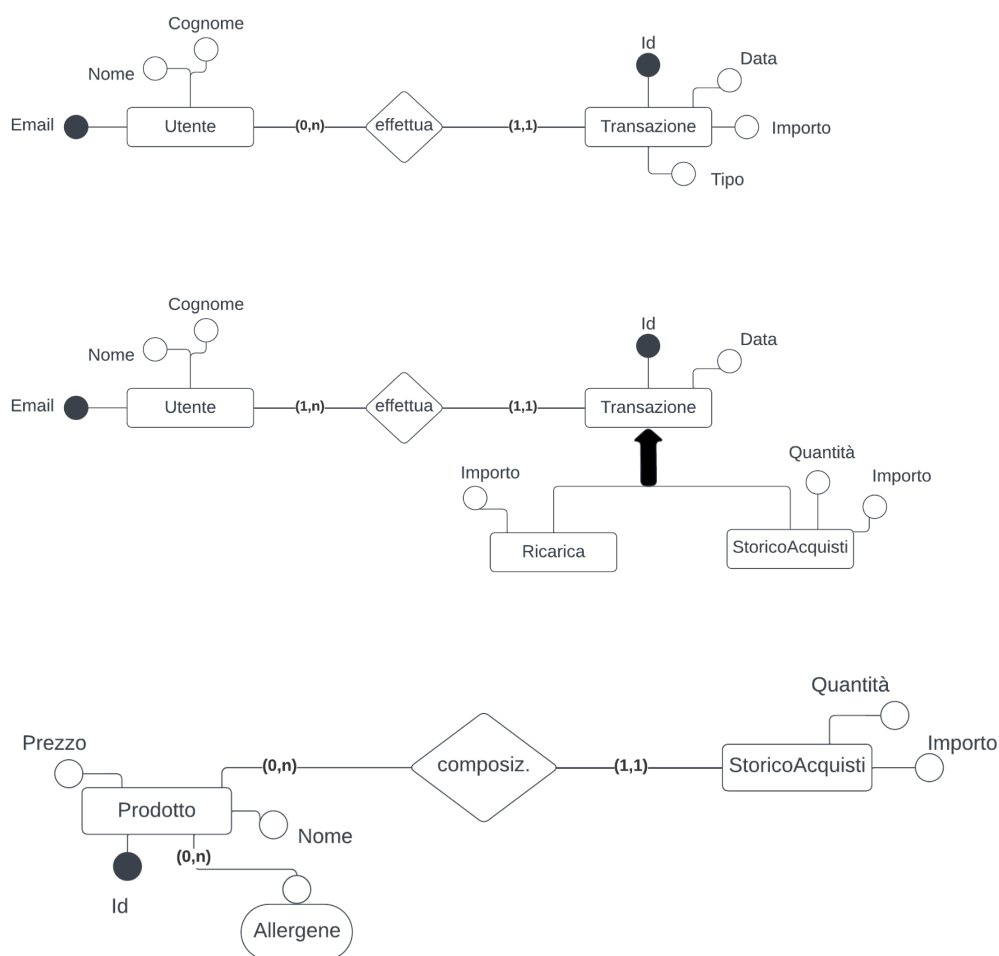 Cognome
Nome
Email
Utente
(0,n)
effettua
(1,1)
Id
Data
Transazione
Importo
Tipo
Cognome
Nome
Email
Utente
(1,n)
effettua
(1,1)
Id
Data
Transazione
Importo
Quantità
Importo
Ricarica
StoricoAcquisti
Quantità
Prezzo
(0,n)
composiz.
(1,1)
StoricoAcquisti
Importo
Prodotto
Nome
(0,n)
Id
Allergene